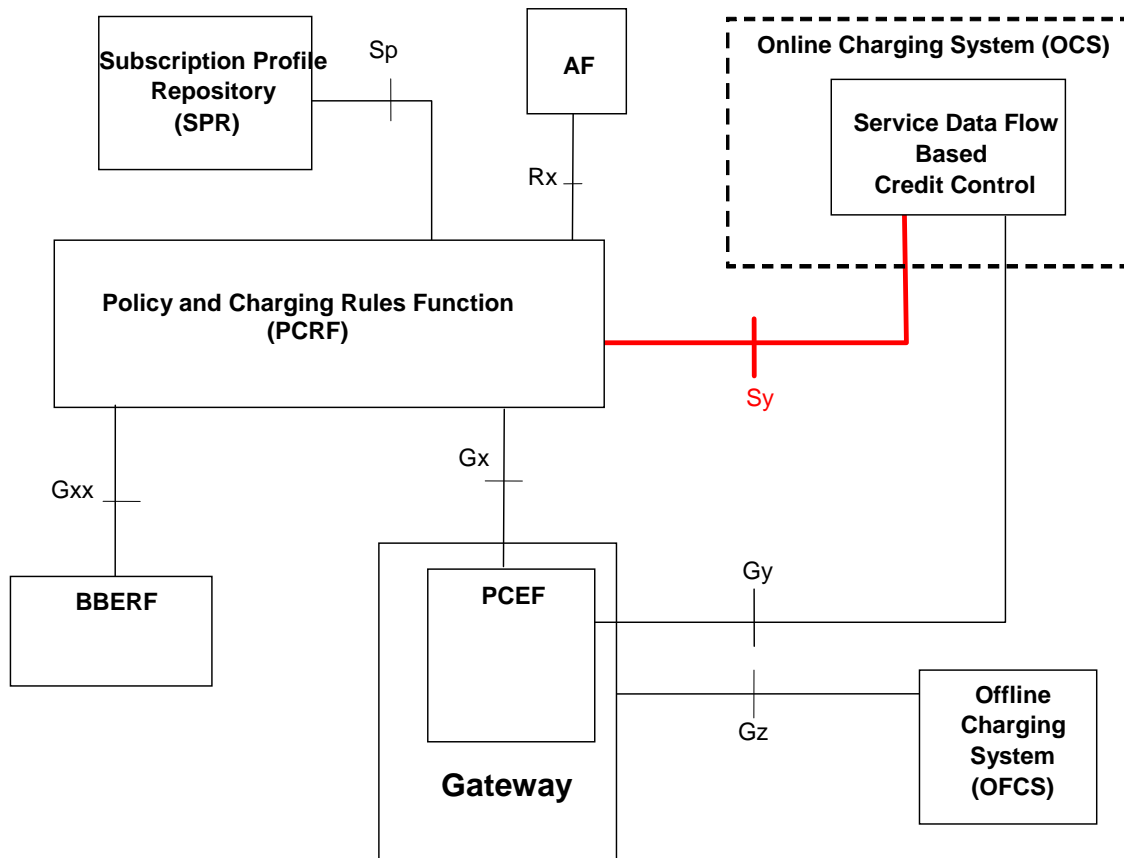 Subscription Profile
Repository
(SPR)
Sp
AF
Online Charging System (OCS)
Service Data Flow
Based
Credit Control
Rx
Policy and Charging Rules Function
(PCRF)
Sy
Gxx
Gx
BBERF
PCEF
Gy
Gz
Offline
Charging
System
(OFCS)
Gateway